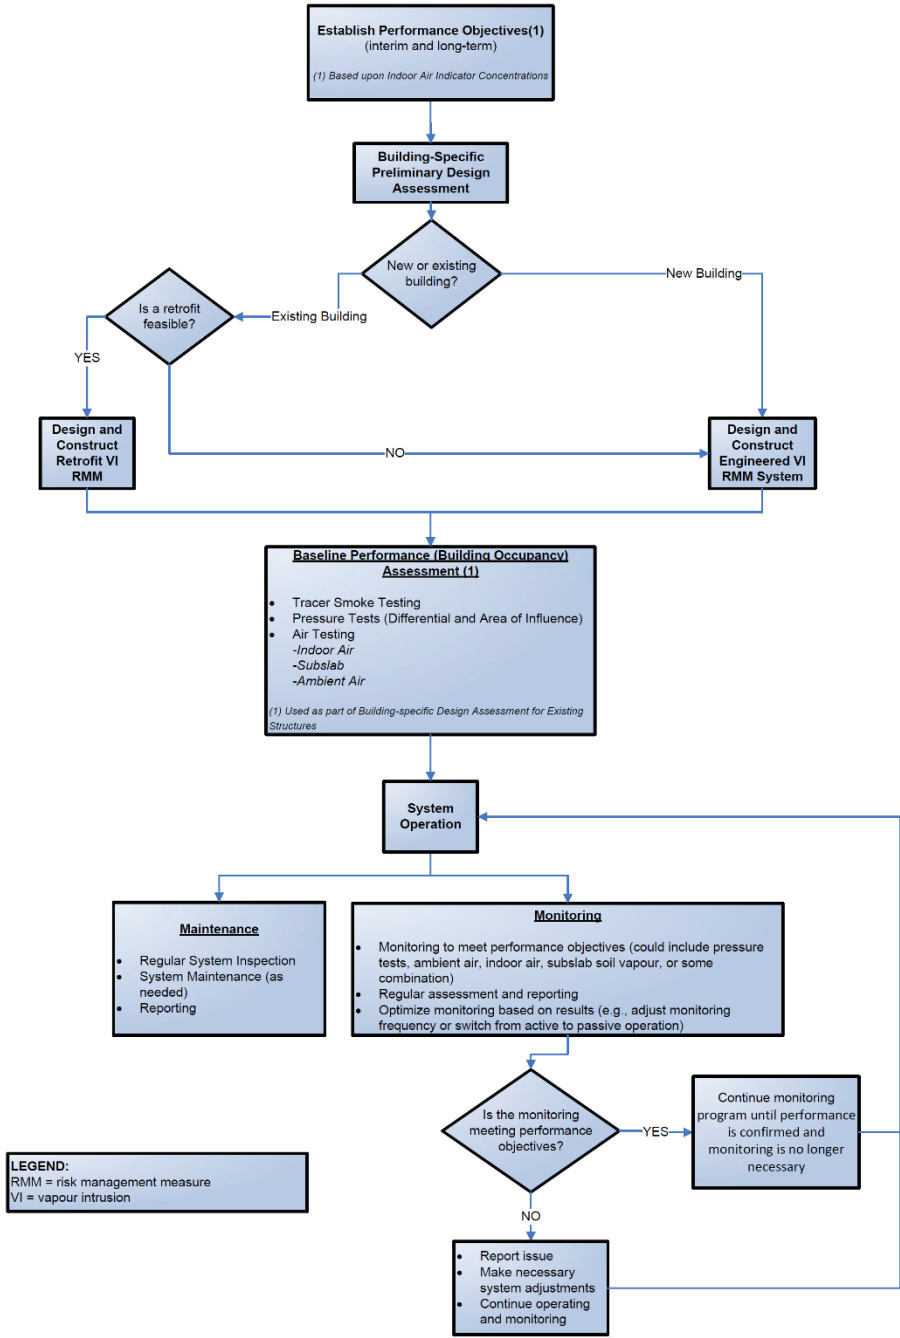 Establish Performance Objectives(1)
(interim and long-term)
(1) Based upon Indoor Air Indicator Concentrations
Building-Specific
Preliminary Design
Assessment
New or existing
building?
New Building
Existing Building
Is a retrofit
feasible?
YES
NO
Design and
Construct
Retrofit VI
RMM
Design and
Construct
Engineered VI
RMM System
Baseline Performance (Building Occupancy)
Assessment (1)
• Tracer Smoke Testing
• Pressure Tests (Differential and Area of Influence)
• Air Testing
-Indoor Air
-Subslab
-Ambient Air
(1) Used as part of Building-specific Design Assessment for Existing
Structures
System
Operation
Maintenance
• Regular System Inspection
• System Maintenance (as
needed)
• Reporting
Monitoring
• Monitoring to meet performance objectives (could include pressure
tests, ambient air, indoor air, subslab soil vapour, or some
combination)
• Regular assessment and reporting
• Optimize monitoring based on results (e.g., adjust monitoring
frequency or switch from active to passive operation)
Is the monitoring
meeting performance
objectives?
YES
Continue monitoring
program until performance
is confirmed and
monitoring is no longer
necessary
NO
• Report issue
• Make necessary
system adjustments
• Continue operating
and monitoring
LEGEND:
RMM = risk management measure
VI = vapour intrusion